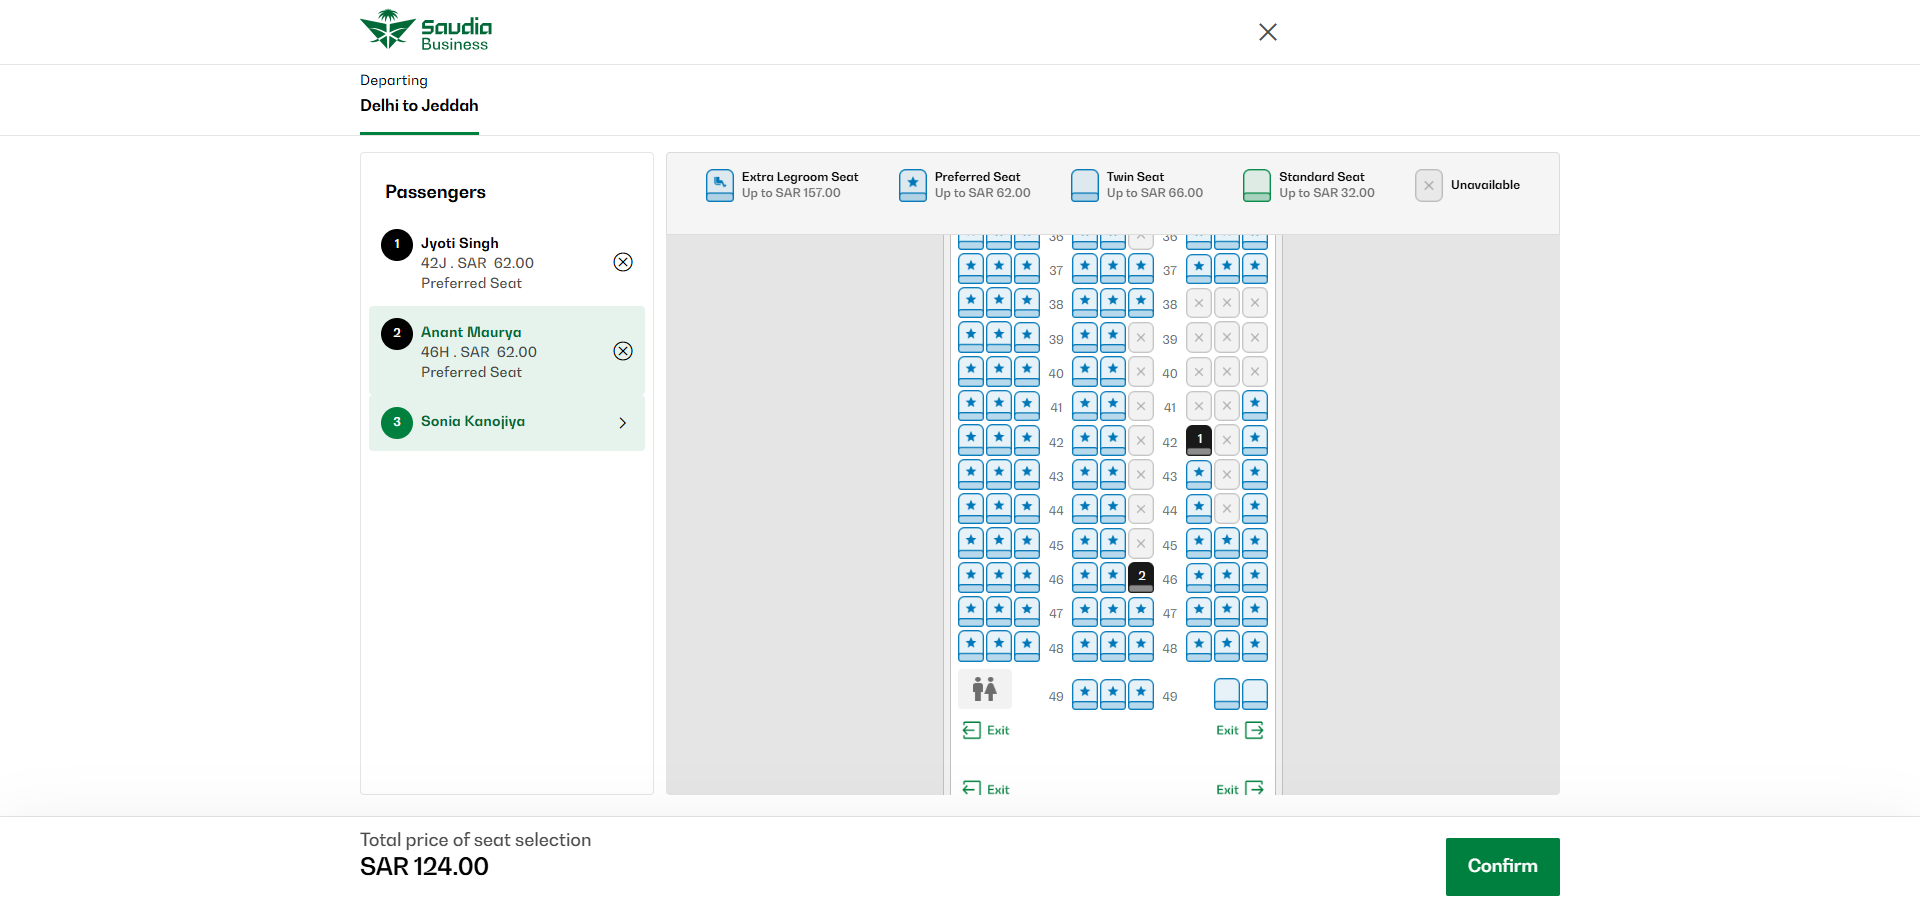 Saudia
Business
Departing
Delhi to Jeddah
Passengers
1 Jyoti Singh
42J . SAR 62.00
Preferred Seat
2 Anant Maurya
46H . SAR 62.00
Preferred Seat
3 Sonia Kanojiya
Extra Legroom Seat
Up to SAR 157.00
Preferred Seat
Up to SAR 62.00
Twin Seat
Up to SAR 66.00
Standard Seat
Up to SAR 32.00
Unavailable
36 36
37 37
38 38
39 39
40 40
41 41
42 42 1
43 43
44 44
45 45
46 2 46
47 47
48 48
49 49
Exit Exit
Exit Exit
Total price of seat selection
SAR 124.00
Confirm